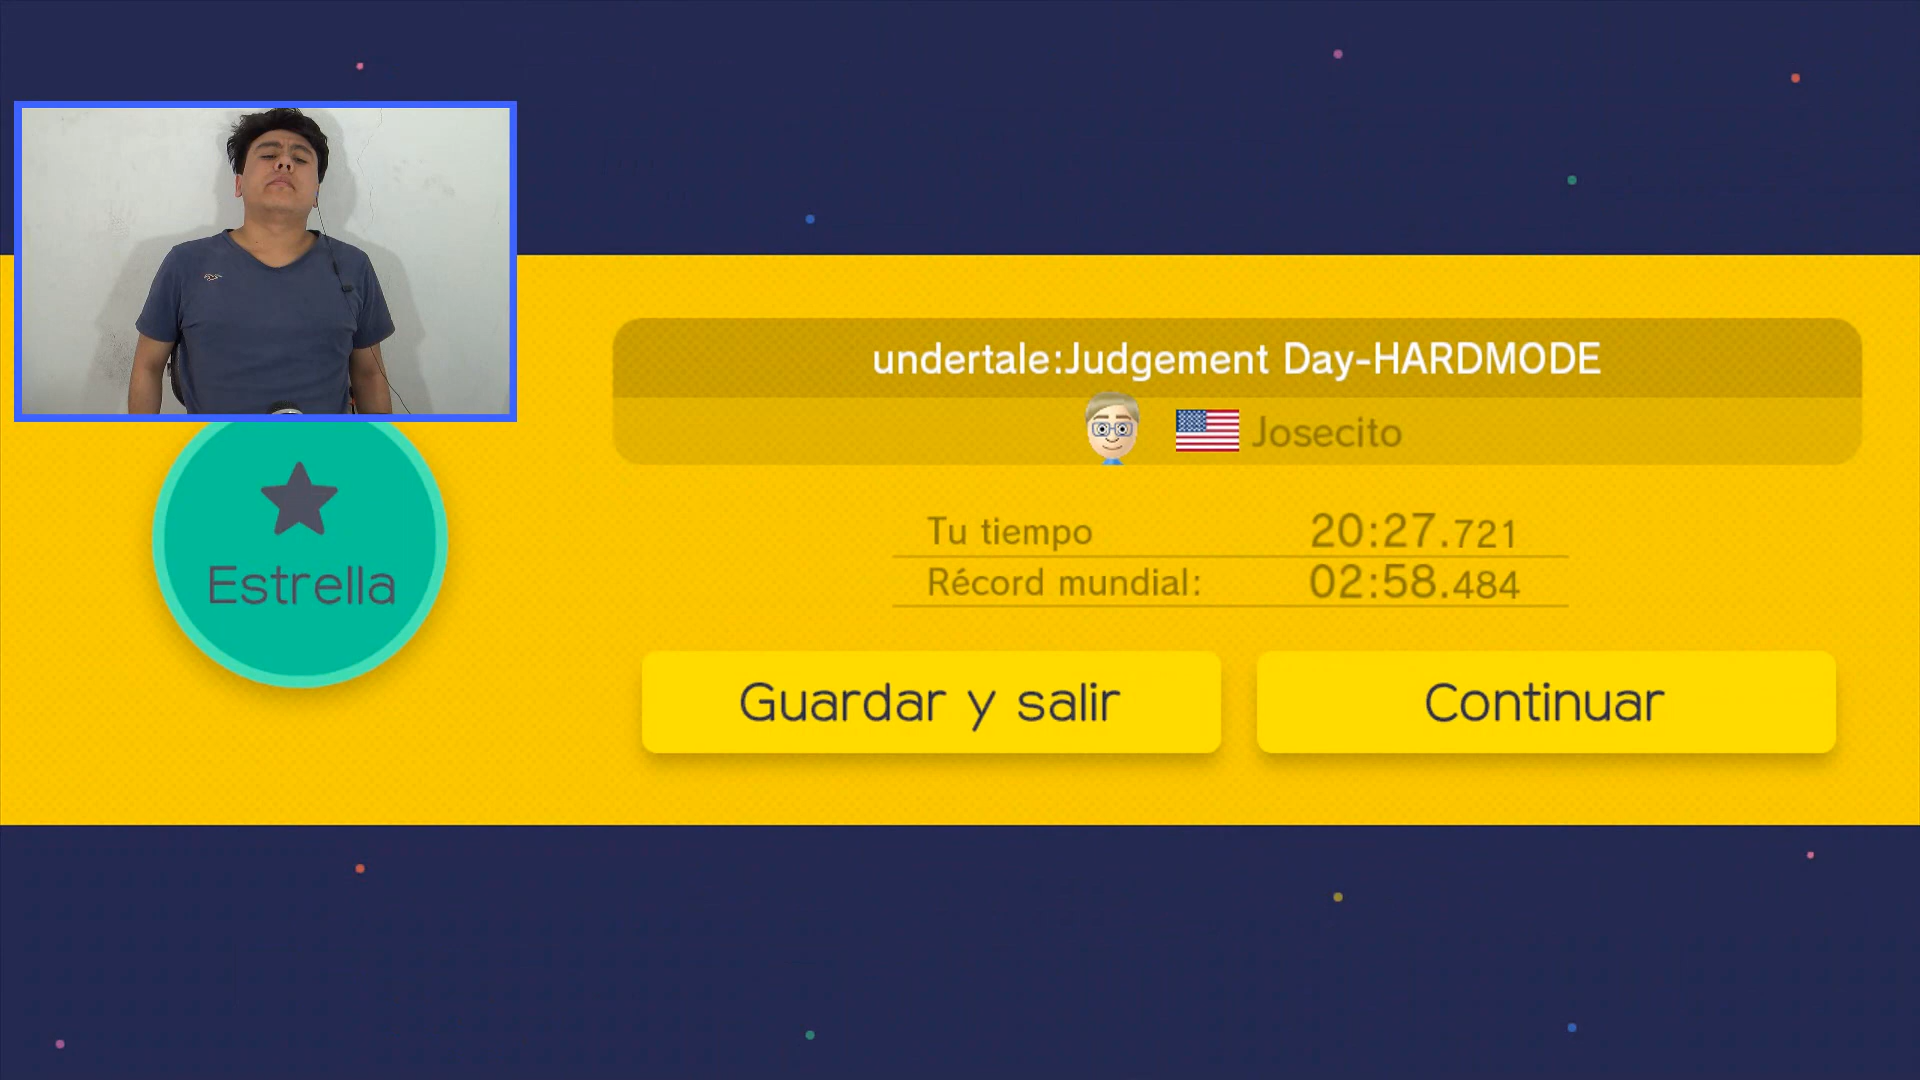 undertale:Judgement Day-HARDMODE
Josecito
Tu tiempo 20:27.721
Récord mundial: 02:58.484
Estrella
Guardar y salir
Continuar